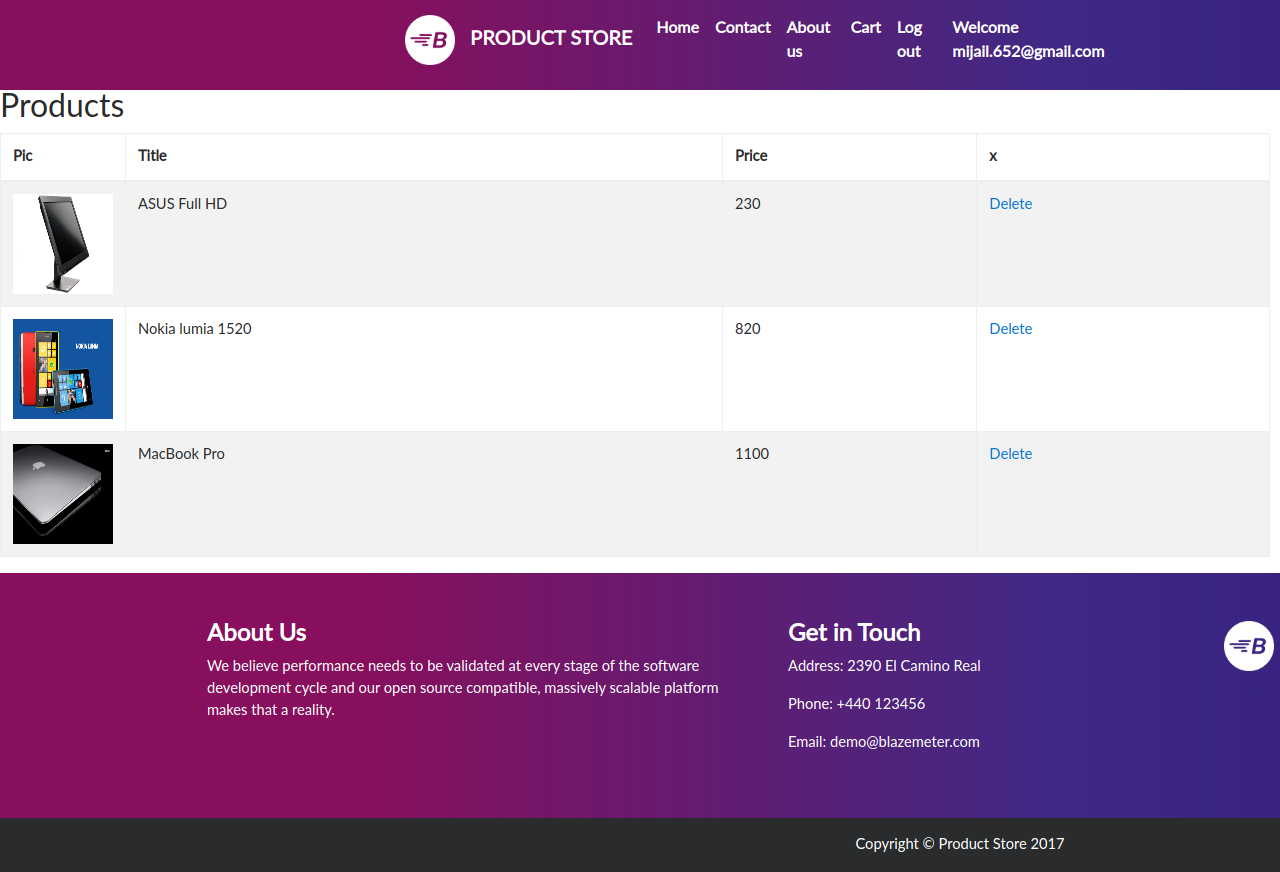 B PRODUCT STORE Home Contact About us Cart Log out Welcome mijail.652@gmail.com
Products
Pic Title Price x
ASUS Full HD 230 Delete
NOKIA LUMIA
Nokia lumia 1520 820 Delete
MacBook Pro 1100 Delete
About Us
We believe performance needs to be validated at every stage of the software
development cycle and our open source compatible, massively scalable platform
makes that a reality.
Get in Touch
Address: 2390 El Camino Real
Phone: +440 123456
Email: demo@blazemeter.com
B
Copyright © Product Store 2017